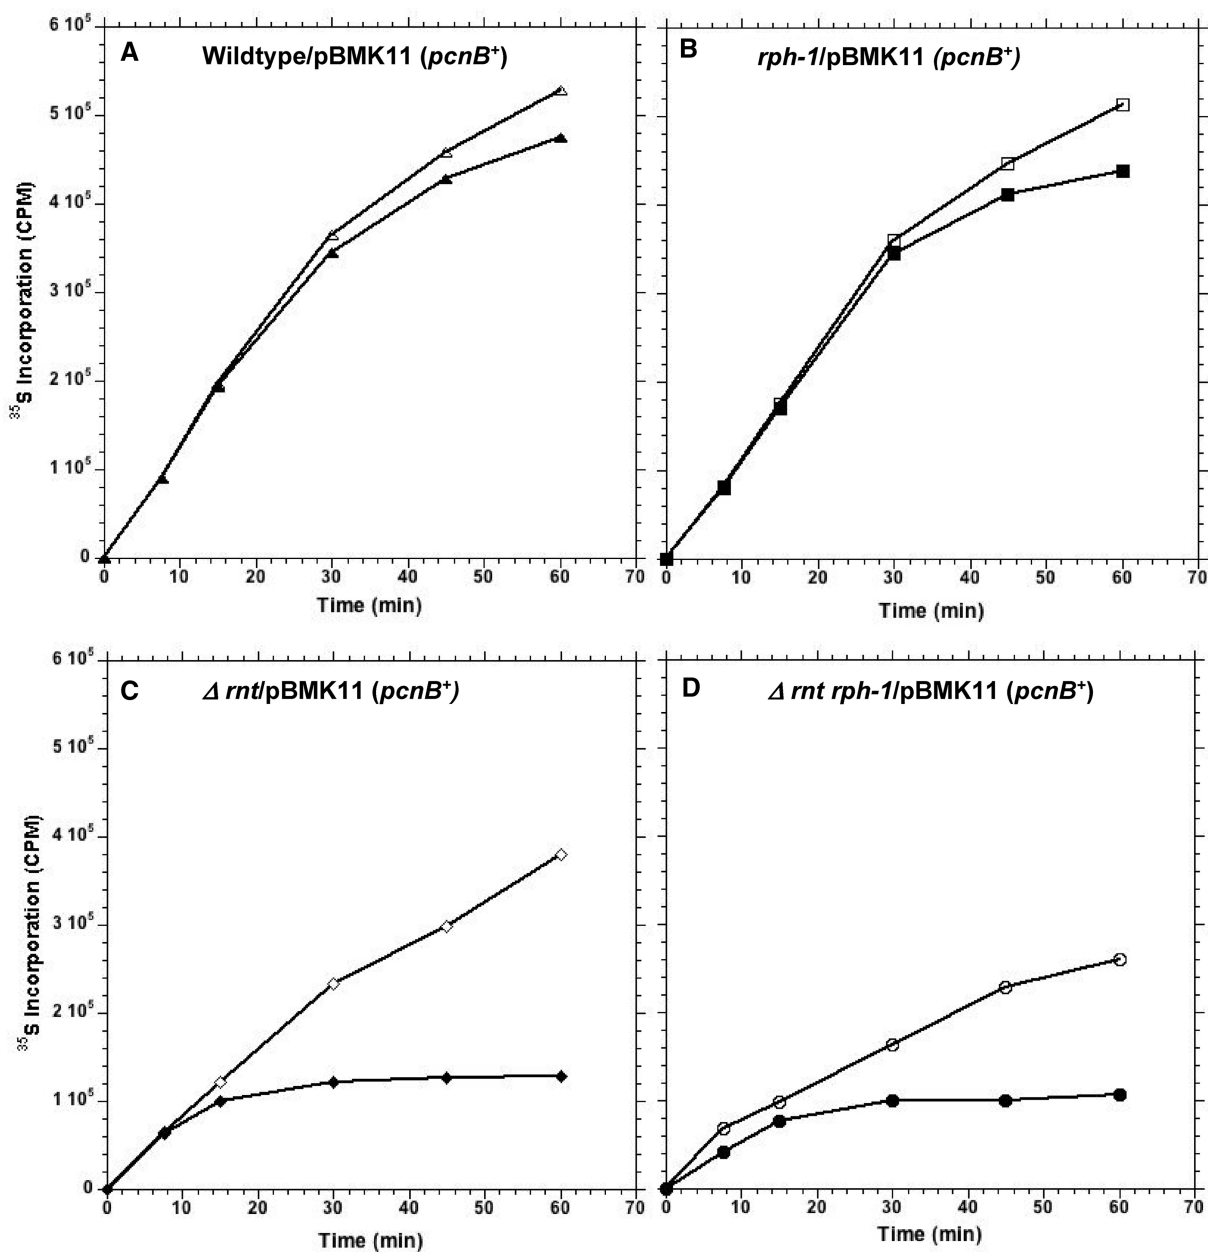 A Wildtype/pBMK11 (pcnB⁺)
6 10⁵
5 10⁵
4 10⁵
3 10⁵
2 10⁵
1 10⁵
0
³⁵S Incorporation (CPM)
0 10 20 30 40 50 60 70
Time (min)
B rph-1/pBMK11 (pcnB⁺)
0 10 20 30 40 50 60 70
Time (min)
C Δ rnt/pBMK11 (pcnB⁺)
6 10⁵
5 10⁵
4 10⁵
3 10⁵
2 10⁵
1 10⁵
0
³⁵S Incorporation (CPM)
0 10 20 30 40 50 60 70
Time (min)
D Δ rnt rph-1/pBMK11 (pcnB⁺)
0 10 20 30 40 50 60 70
Time (min)